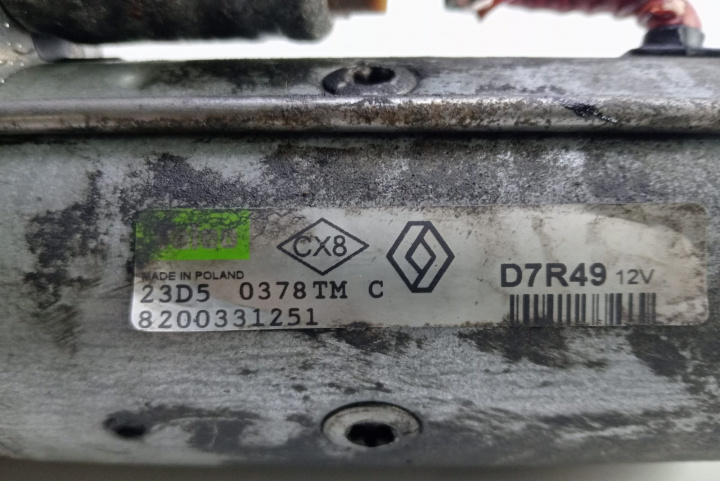 CX8
MADE IN POLAND
D7R49 12V
23D5 0378TM C
8200331251